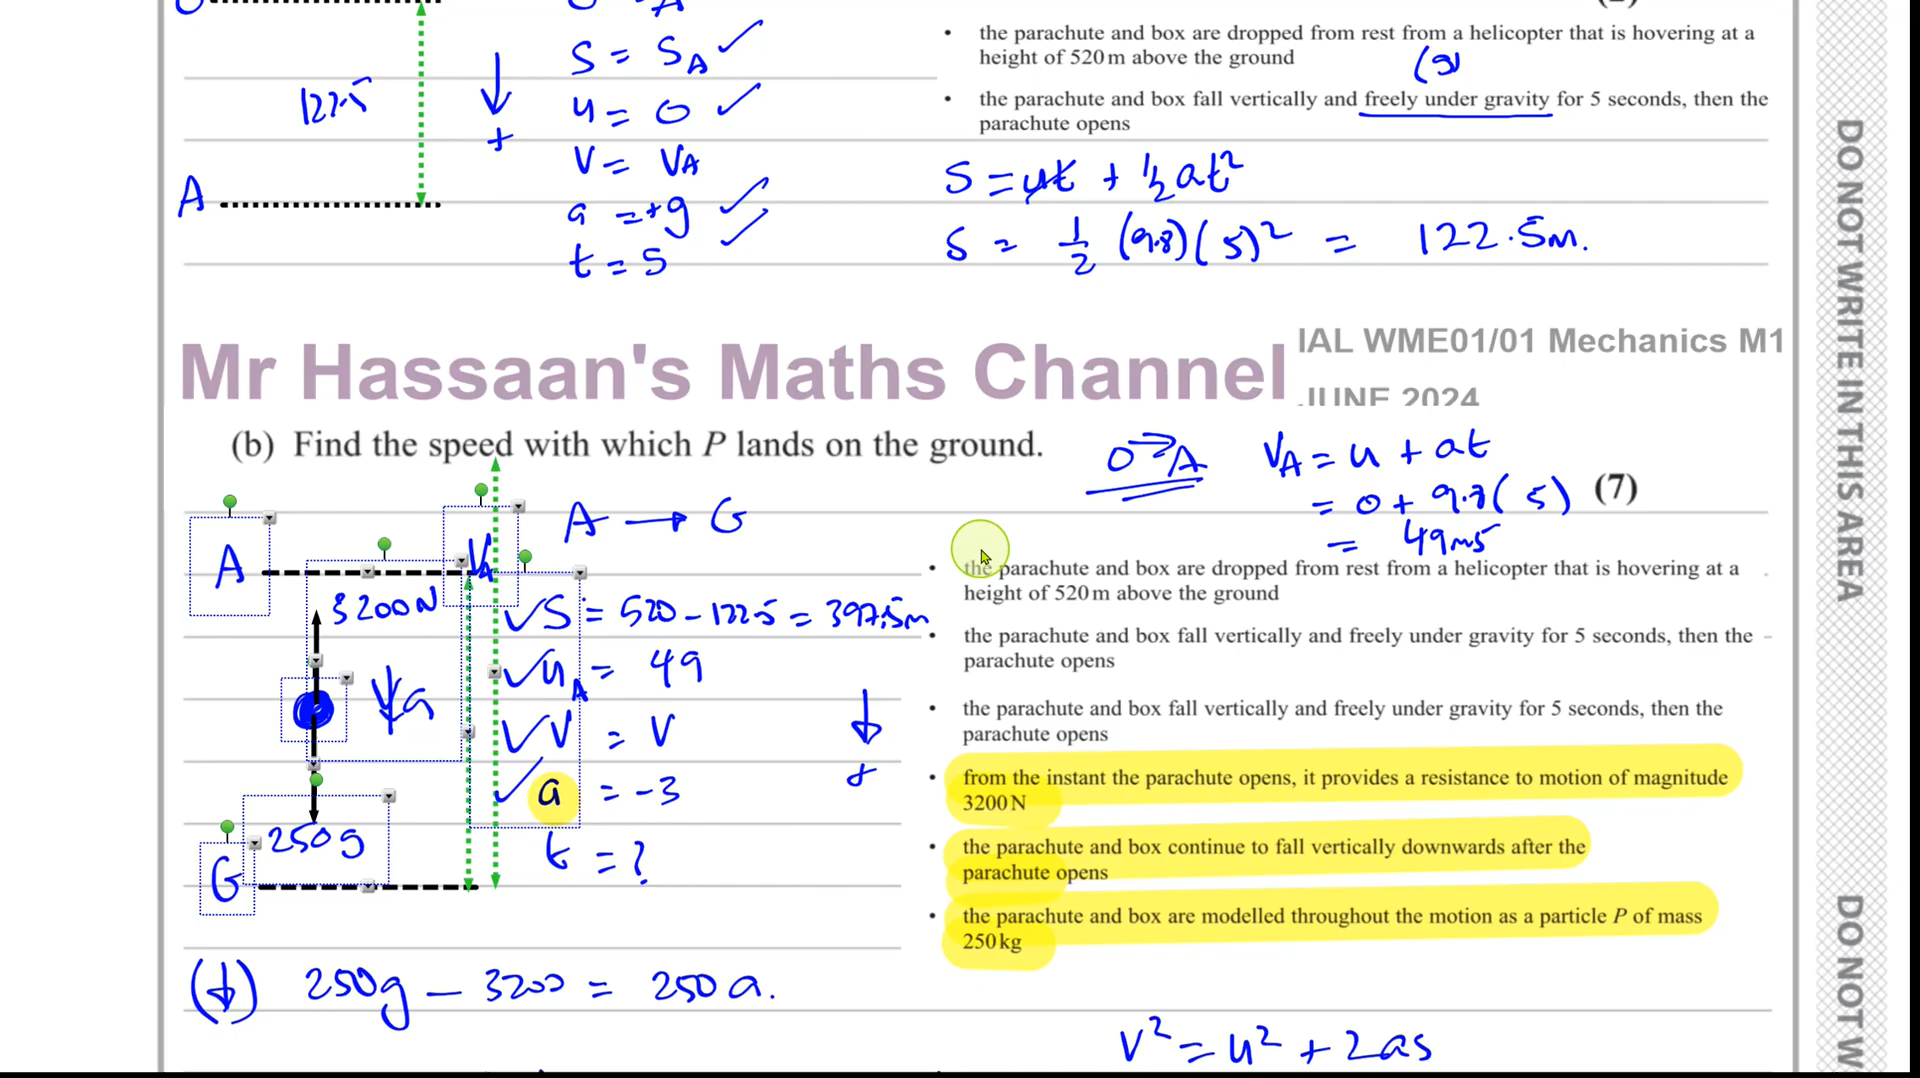 the parachute and box are dropped from rest from a helicopter that is hovering at a
height of 520 m above the ground
(9)
• the parachute and box fall vertically and freely under gravity for 5 seconds, then the
parachute opens
122.5
↓
+
S = SA ✓
u = 0 ✓
V = VA
a = +g ✓
t = 5 ✓
A
S = ut + ½at²
S = 1/2 (9.8)(5)² = 122.5m.
Mr Hassaan's Maths Channel
IAL WME01/01 Mechanics M1
JUNE 2024
(b) Find the speed with which P lands on the ground.
(7)
O→A
VA = u + at
= 0 + 9.8(5)
= 49ms
A
VA
A → G
3200N
✓S = 520 - 122.5 = 397.5m
✓uA = 49
✓V = V
✓a = -3
t = ?
↓a
↓
+
250g
G
• the parachute and box are dropped from rest from a helicopter that is hovering at a
height of 520 m above the ground
• the parachute and box fall vertically and freely under gravity for 5 seconds, then the
parachute opens
• the parachute and box fall vertically and freely under gravity for 5 seconds, then the
parachute opens
• from the instant the parachute opens, it provides a resistance to motion of magnitude
3200 N
• the parachute and box continue to fall vertically downwards after the
parachute opens
• the parachute and box are modelled throughout the motion as a particle P of mass
250 kg
(↓) 250g - 3200 = 250a.
v² = u² + 2as
DO NOT WRITE IN THIS AREA
DO NOT W